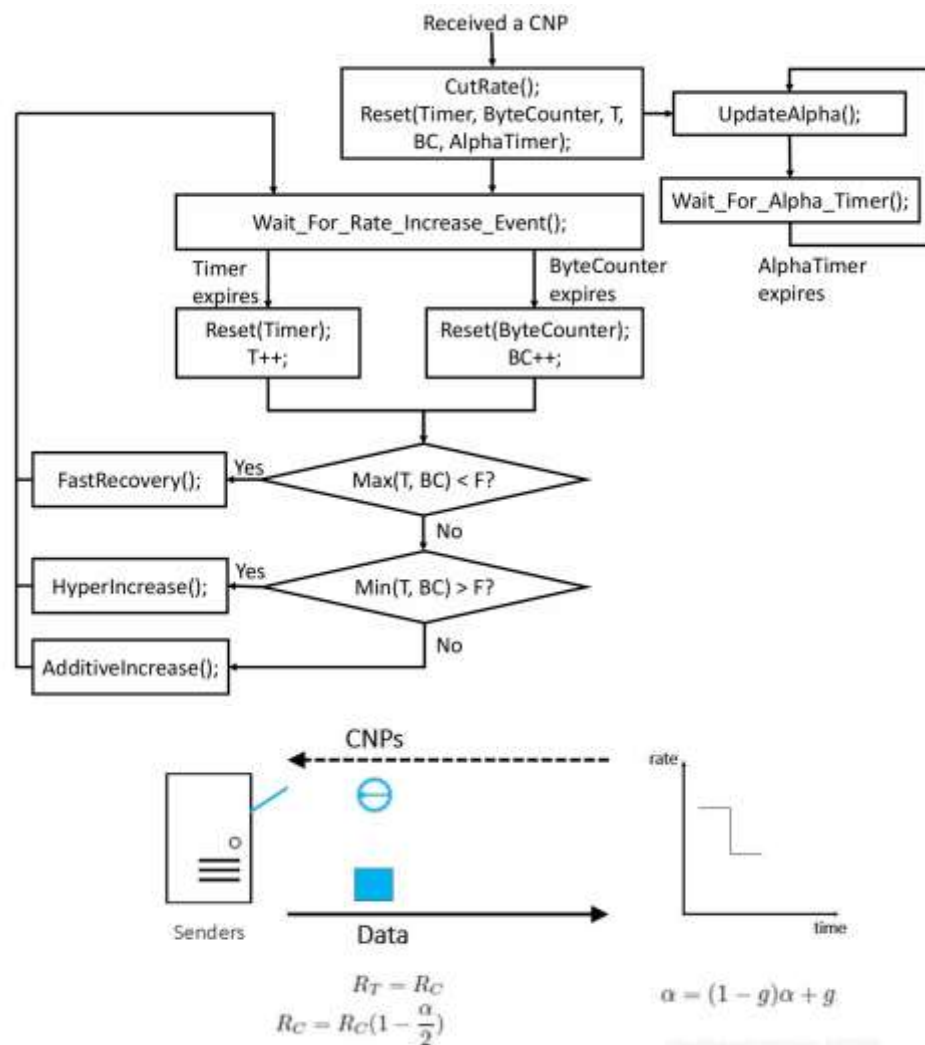 Received a CNP
CutRate();
Reset(Timer, ByteCounter, T,
BC, AlphaTimer);
UpdateAlpha();
Wait_For_Alpha_Timer();
Wait_For_Rate_Increase_Event();
Timer
expires
ByteCounter
expires
AlphaTimer
expires
Reset(Timer);
T++;
Reset(ByteCounter);
BC++;
Max(T, BC) < F?
Yes
FastRecovery();
No
Min(T, BC) > F?
Yes
HyperIncrease();
No
AdditiveIncrease();
CNPs
rate
time
Senders
Data
R_T = R_C
R_C = R_C(1 - \frac{α}{2})
α = (1 - g)α + g